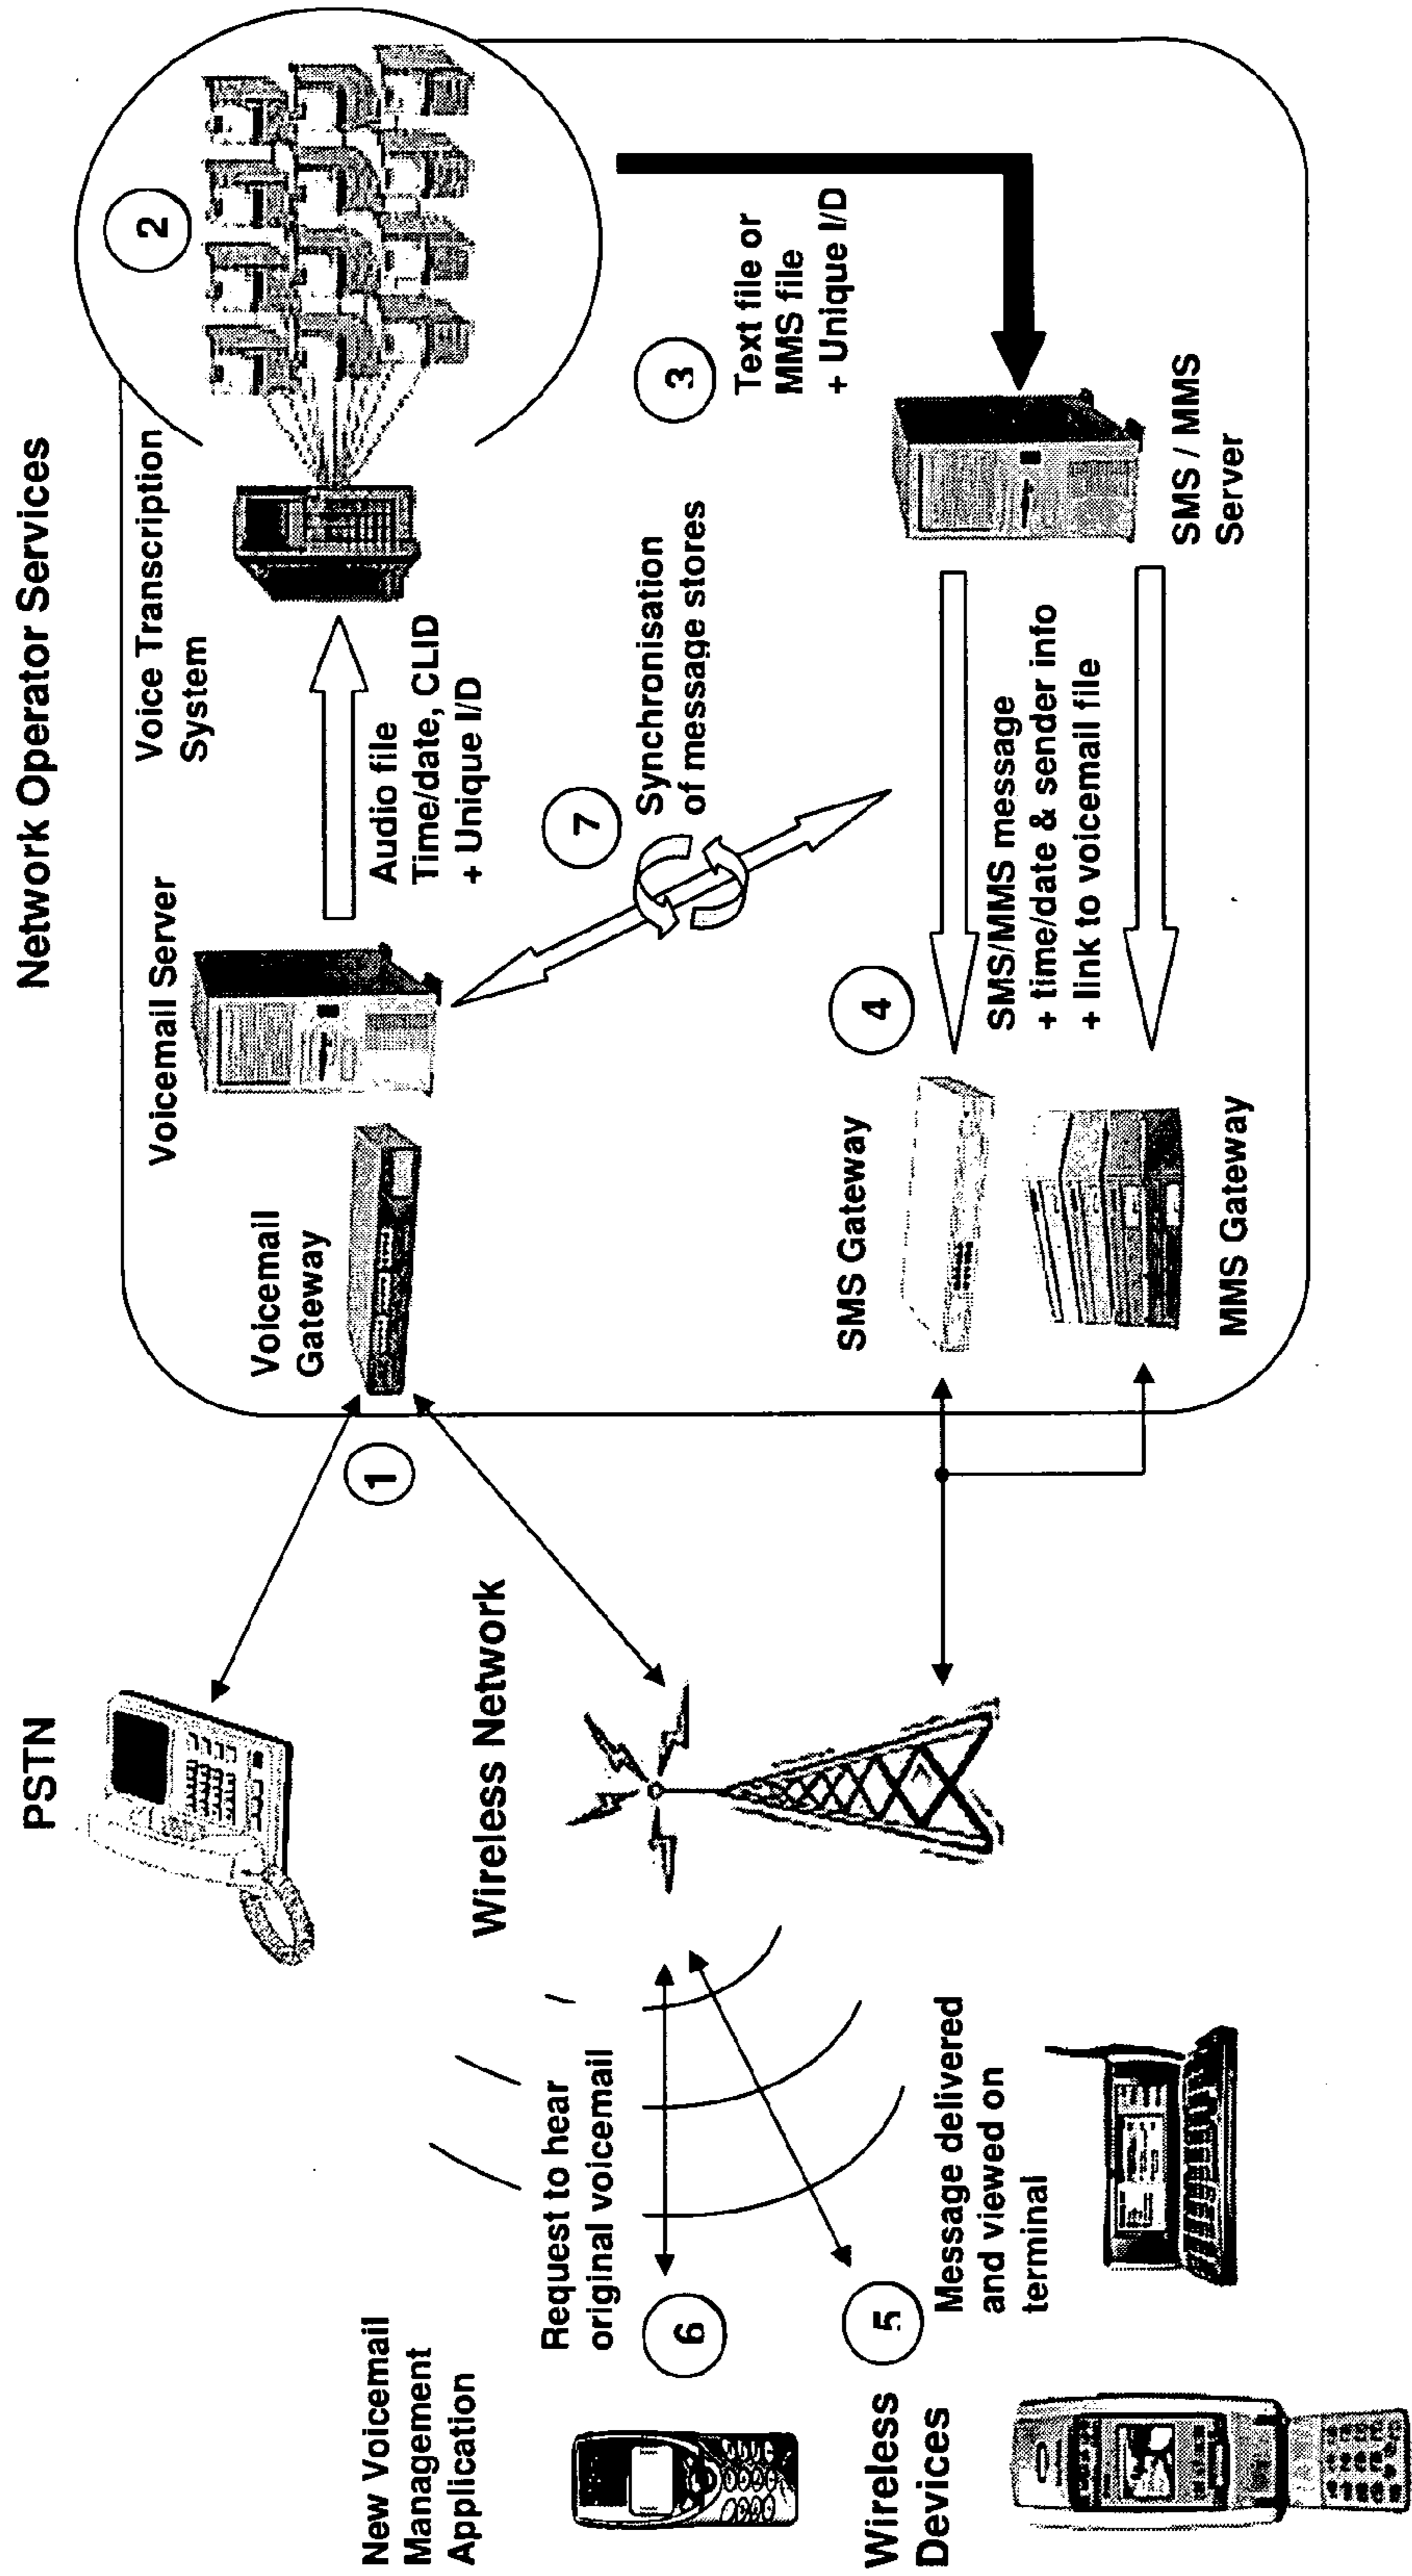 Network Operator Services
PSTN
Voicemail
Gateway
Voicemail Server
Voice Transcription
System
2
1
Audio file
Time/date, CLID
+ Unique I/D
Wireless Network
7
Synchronisation
of message stores
3
Text file or
MMS file
+ Unique I/D
New Voicemail
Management
Application
Request to hear
original voicemail
6
5
Message delivered
and viewed on
terminal
Wireless
Devices
SMS Gateway
4
SMS/MMS message
+ time/date & sender info
+ link to voicemail file
SMS / MMS
Server
MMS Gateway